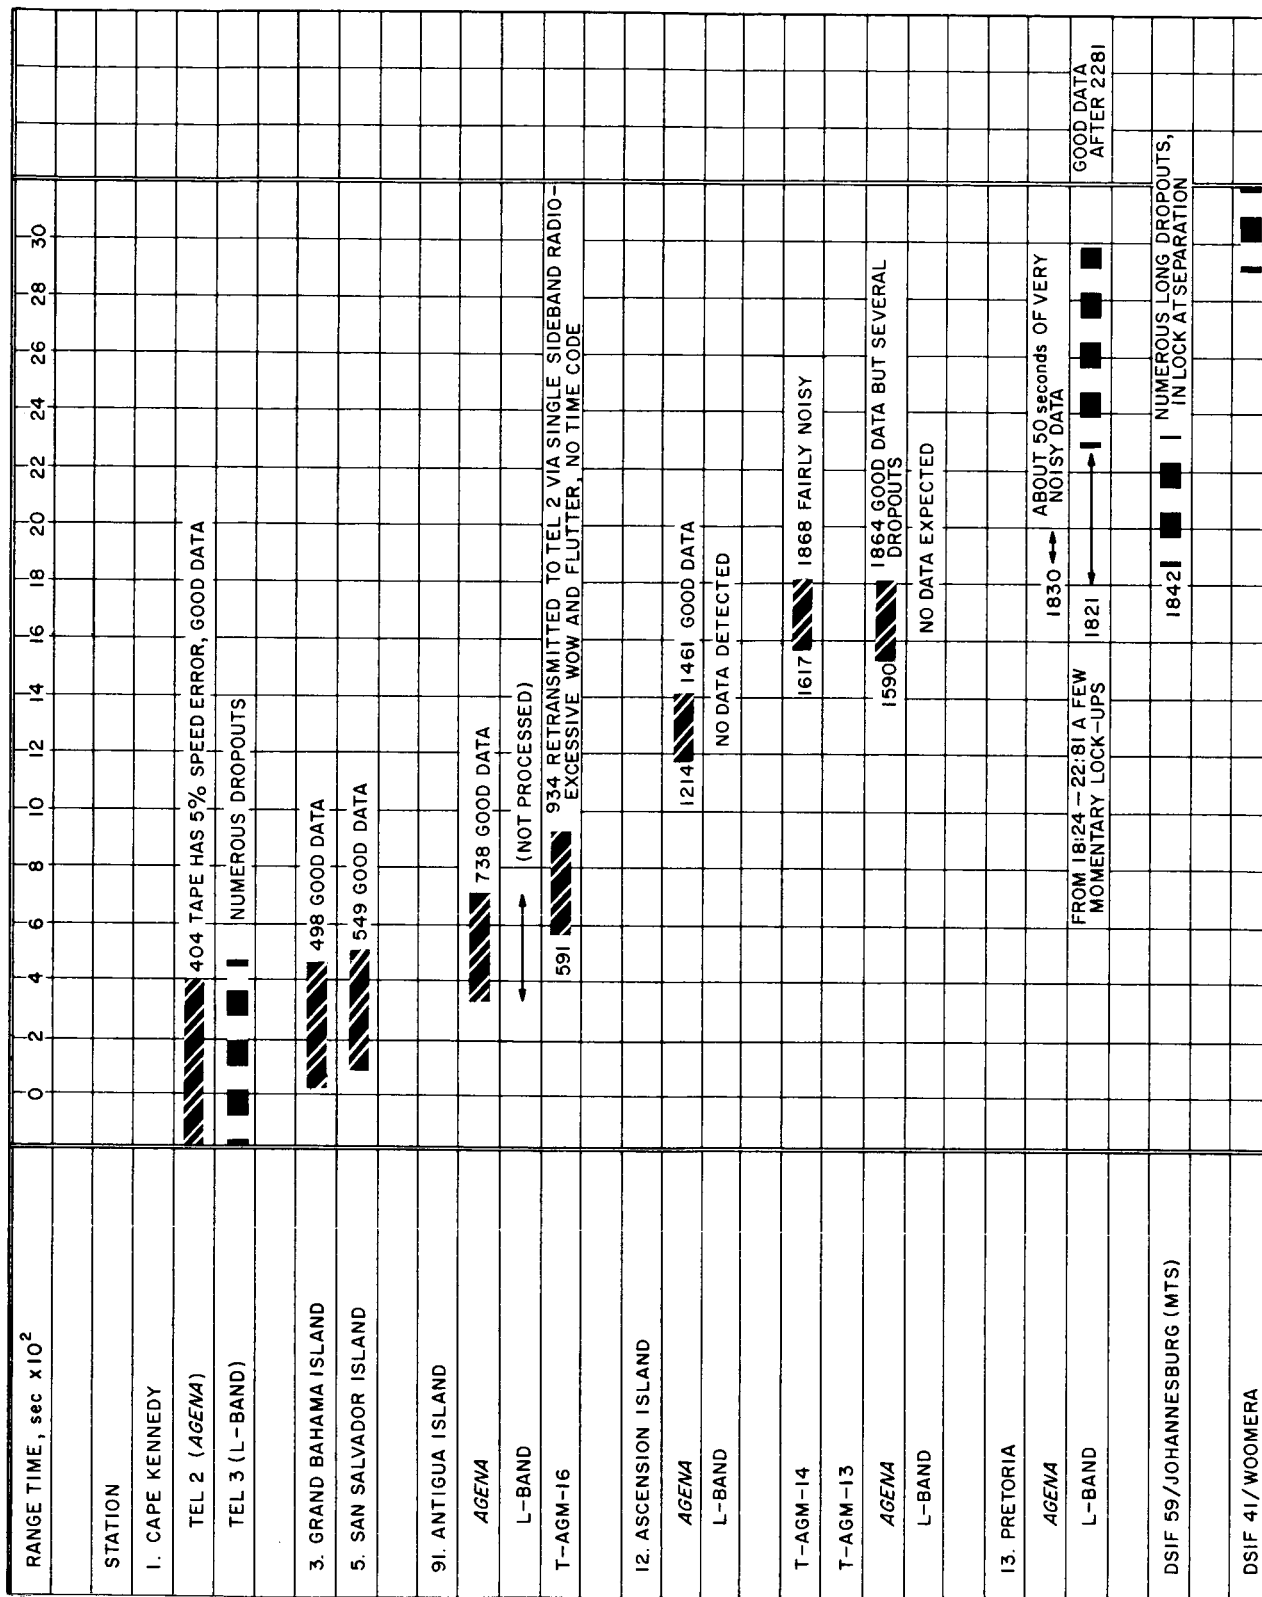 RANGE TIME, sec x10²
0 2 4 6 8 10 12 14 16 18 20 22 24 26 28 30
STATION
1. CAPE KENNEDY
TEL 2 (AGENA)
404 TAPE HAS 5% SPEED ERROR, GOOD DATA
TEL 3 (L-BAND)
NUMEROUS DROPOUTS
3. GRAND BAHAMA ISLAND
498 GOOD DATA
5. SAN SALVADOR ISLAND
549 GOOD DATA
91. ANTIGUA ISLAND
AGENA
738 GOOD DATA
L-BAND
(NOT PROCESSED)
T-AGM-16
591
934 RETRANSMITTED TO TEL 2 VIA SINGLE SIDEBAND RADIO-
EXCESSIVE WOW AND FLUTTER, NO TIME CODE
12. ASCENSION ISLAND
AGENA
1214
1461 GOOD DATA
L-BAND
NO DATA DETECTED
T-AGM-14
1617
1868 FAIRLY NOISY
T-AGM-13
AGENA
1590
1864 GOOD DATA BUT SEVERAL
DROPOUTS
L-BAND
NO DATA EXPECTED
13. PRETORIA
AGENA
1830
ABOUT 50 seconds OF VERY
NOISY DATA
L-BAND
FROM 18:24 - 22:81 A FEW
MOMENTARY LOCK-UPS
1821
GOOD DATA
AFTER 2281
DSIF 59/JOHANNESBURG (MTS)
1842
NUMEROUS LONG DROPOUTS,
IN LOCK AT SEPARATION
DSIF 41/WOOMERA